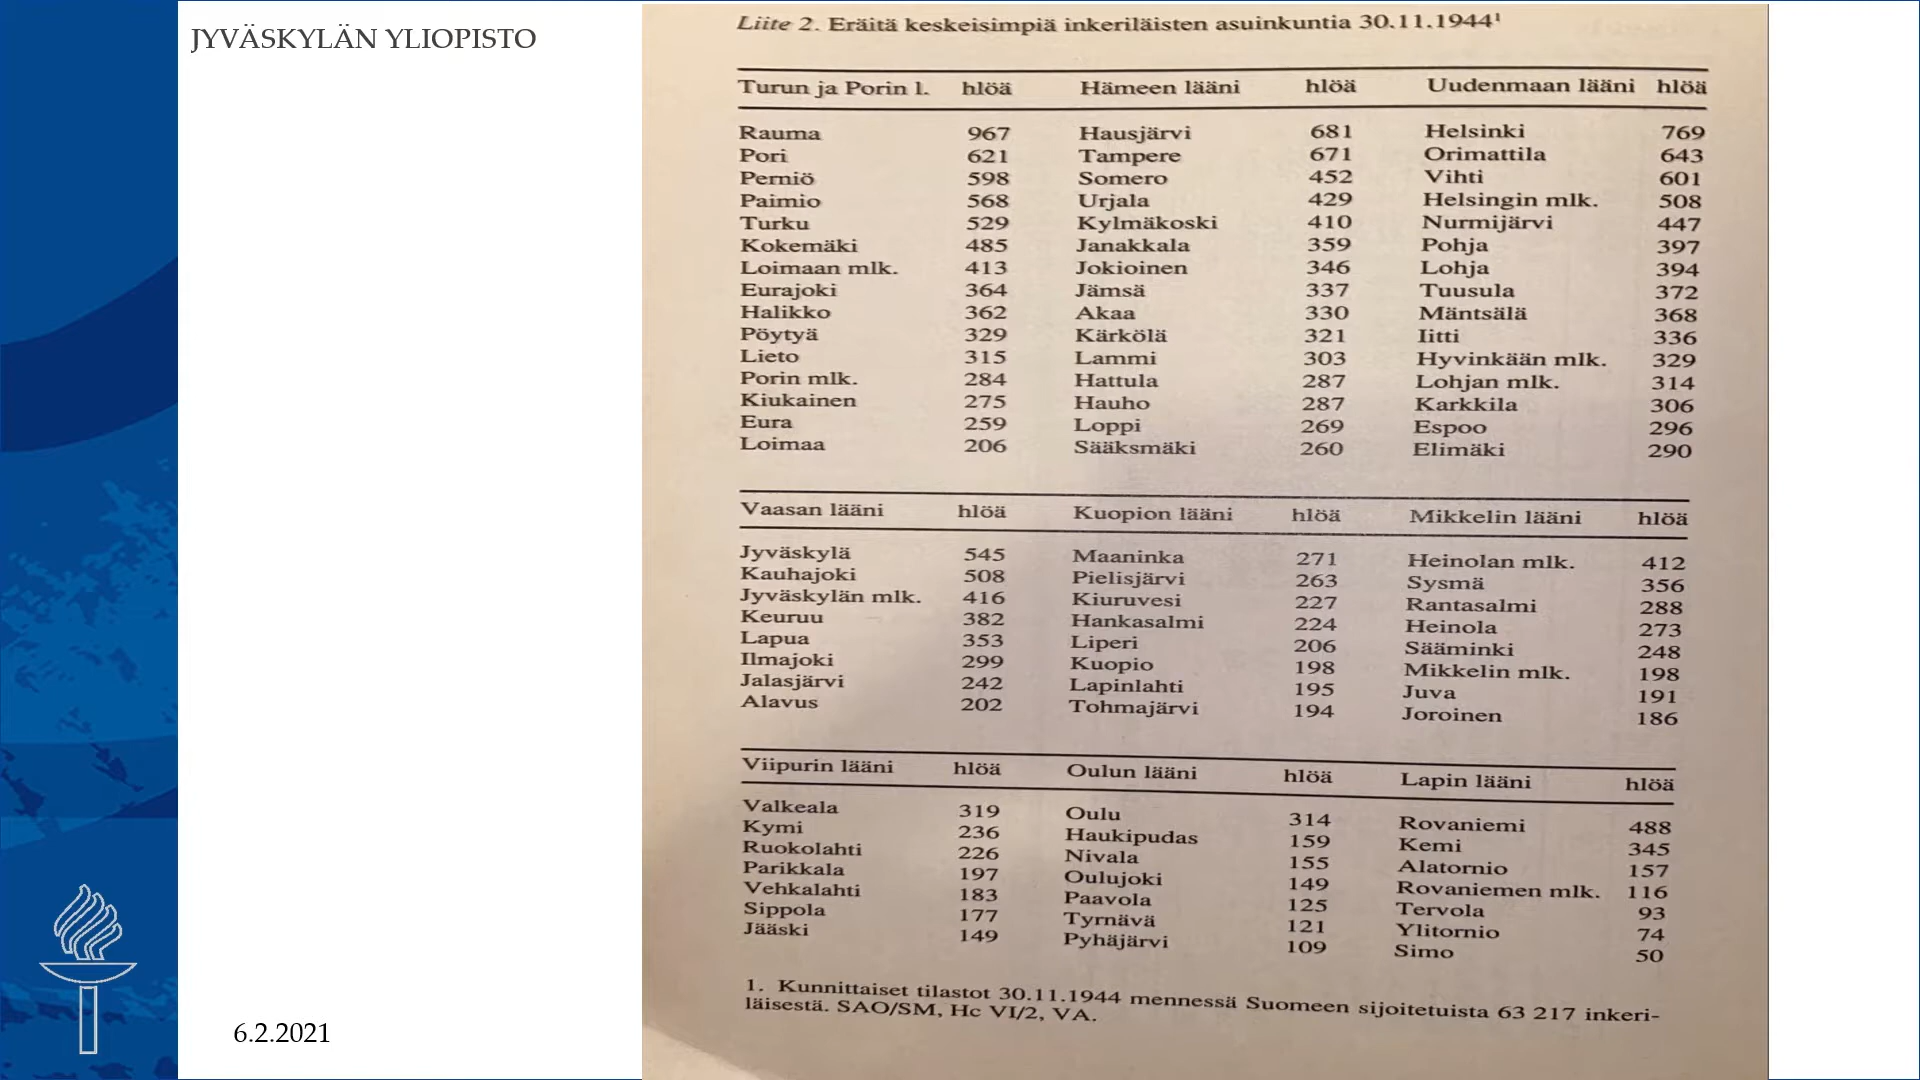 JYVÄSKYLÄN YLIOPISTO
Liite 2. Eräitä keskeisimpiä inkeriläisten asuinkuntia 30.11.1944¹
Turun ja Porin l. hlöä Hämeen lääni hlöä Uudenmaan lääni hlöä
Rauma 967 Hausjärvi 681 Helsinki 769
Pori 621 Tampere 671 Orimattila 643
Perniö 598 Somero 452 Vihti 601
Paimio 568 Urjala 429 Helsingin mlk. 508
Turku 529 Kylmäkoski 410 Nurmijärvi 447
Kokemäki 485 Janakkala 359 Pohja 397
Loimaan mlk. 413 Jokioinen 346 Lohja 394
Eurajoki 364 Jämsä 337 Tuusula 372
Halikko 362 Akaa 330 Mäntsälä 368
Pöytyä 329 Kärkölä 321 Iitti 336
Lieto 315 Lammi 303 Hyvinkään mlk. 329
Porin mlk. 284 Hattula 287 Lohjan mlk. 314
Kiukainen 275 Hauho 287 Karkkila 306
Eura 259 Loppi 269 Espoo 296
Loimaa 206 Sääksmäki 260 Elimäki 290
Vaasan lääni hlöä Kuopion lääni hlöä Mikkelin lääni hlöä
Jyväskylä 545 Maaninka 271 Heinolan mlk. 412
Kauhajoki 508 Pielisjärvi 263 Sysmä 356
Jyväskylän mlk. 416 Kiuruvesi 227 Rantasalmi 288
Keuruu 382 Hankasalmi 224 Heinola 273
Lapua 353 Liperi 206 Sääminki 248
Ilmajoki 299 Kuopio 198 Mikkelin mlk. 198
Jalasjärvi 242 Lapinlahti 195 Juva 191
Alavus 202 Tohmajärvi 194 Joroinen 186
Viipurin lääni hlöä Oulun lääni hlöä Lapin lääni hlöä
Valkeala 319 Oulu 314 Rovaniemi 488
Kymi 236 Haukipudas 159 Kemi 345
Ruokolahti 226 Nivala 155 Alatornio 157
Parikkala 197 Oulujoki 149 Rovaniemen mlk. 116
Vehkalahti 183 Paavola 125 Tervola 93
Sippola 177 Tyrnävä 121 Ylitornio 74
Jääski 149 Pyhäjärvi 109 Simo 50
1. Kunnittaiset tilastot 30.11.1944 mennessä Suomeen sijoitetuista 63 217 inkeri-
läisestä. SAO/SM, Hc VI/2, VA.
6.2.2021